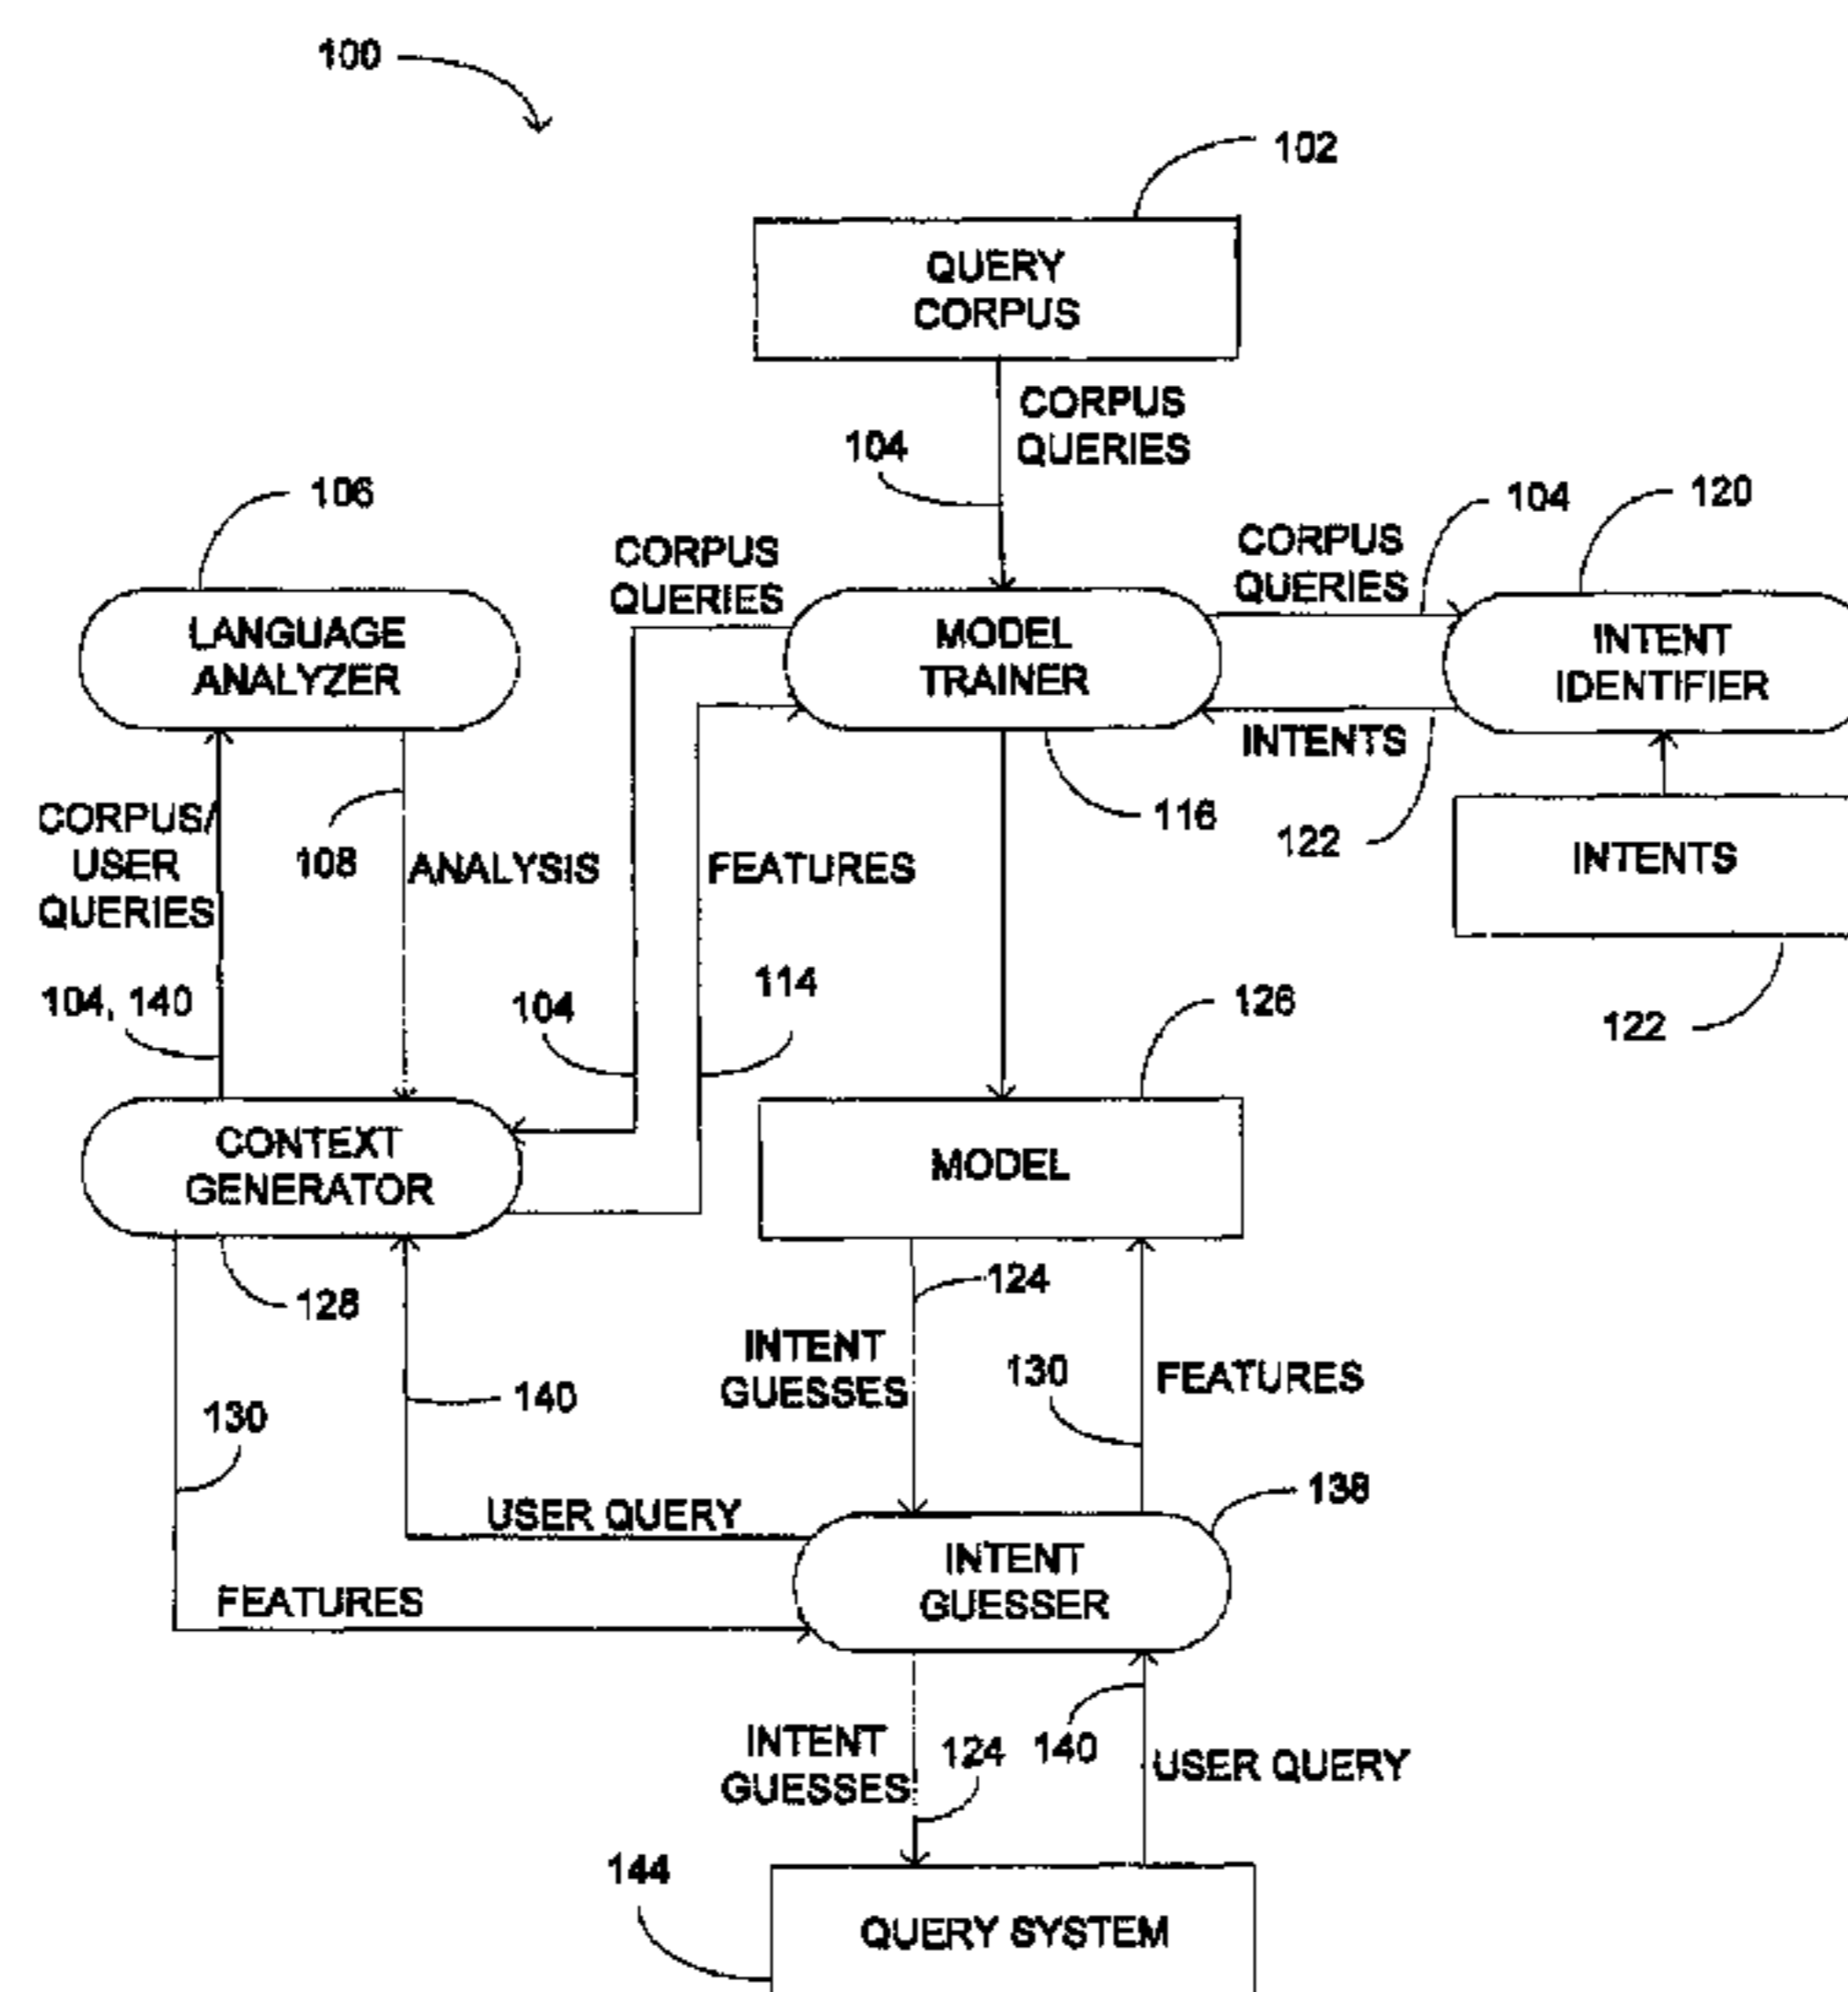 100
102
QUERY
CORPUS
CORPUS
QUERIES
104
106
CORPUS
QUERIES
CORPUS
QUERIES
104
120
LANGUAGE
ANALYZER
MODEL
TRAINER
INTENT
IDENTIFIER
INTENTS
116
122
INTENTS
122
CORPUS/
USER
QUERIES
108
ANALYSIS
FEATURES
104, 140
104
114
126
CONTEXT
GENERATOR
MODEL
128
124
INTENT
GUESSES
130
FEATURES
130
140
138
USER QUERY
INTENT
GUESSER
FEATURES
INTENT
GUESSES
124
140
USER QUERY
144
QUERY SYSTEM